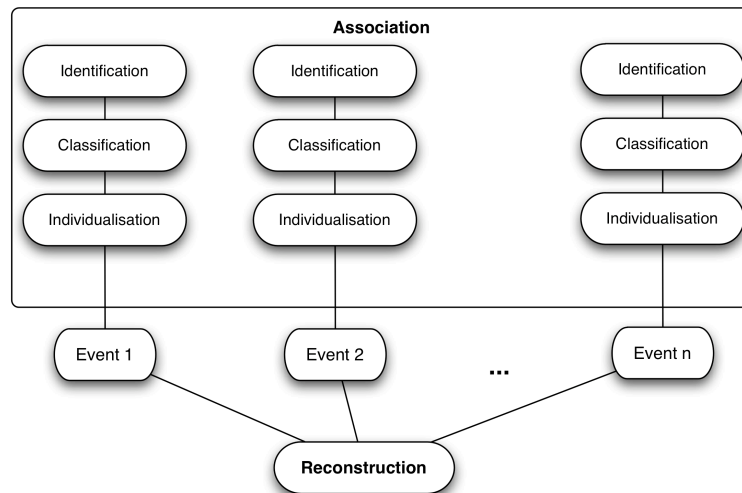 Association
Identification
Identification
Identification
Classification
Classification
Classification
Individualisation
Individualisation
Individualisation
Event 1
Event 2
...
Event n
Reconstruction